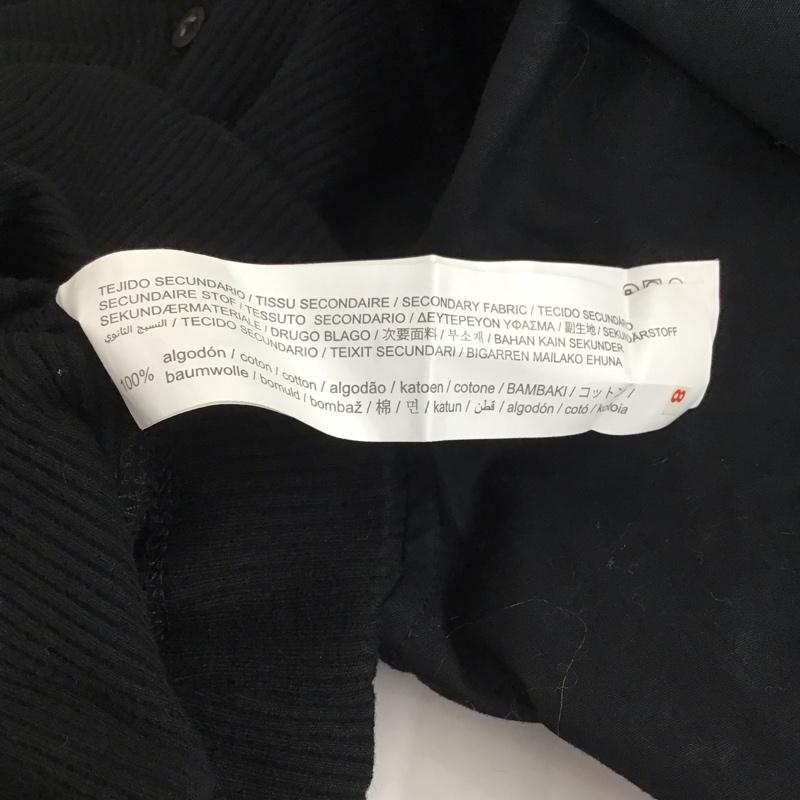 TEJIDO SECUNDARIO / TISSU SECONDAIRE / SECONDARY FABRIC / TECIDO SECUNDÁRIO
SECUNDAIRE STOF / TESSUTO SECONDARIO / ΔΕΥΤΕΡΕΥΟΝ ΥΦΑΣΜΑ / 副生地 / SEKUNDARSTOFF
SEKUNDÆRMATERIALE / DRUGO BLAGO / 次要面料 / 부소재 / BAHAN KAIN SEKUNDER
النسيج الثانوي / TECIDO SECUNDARIO / TEIXIT SECUNDARI / BIGARREN MAILAKO EHUNA
100% algodón / coton / cotton / algodão / katoen / cotone / BAMBAKI / コットン /
baumwolle / bomuld / bombaž / 棉 / 면 / katun / قطن / algodón / cotó / kotoia
8